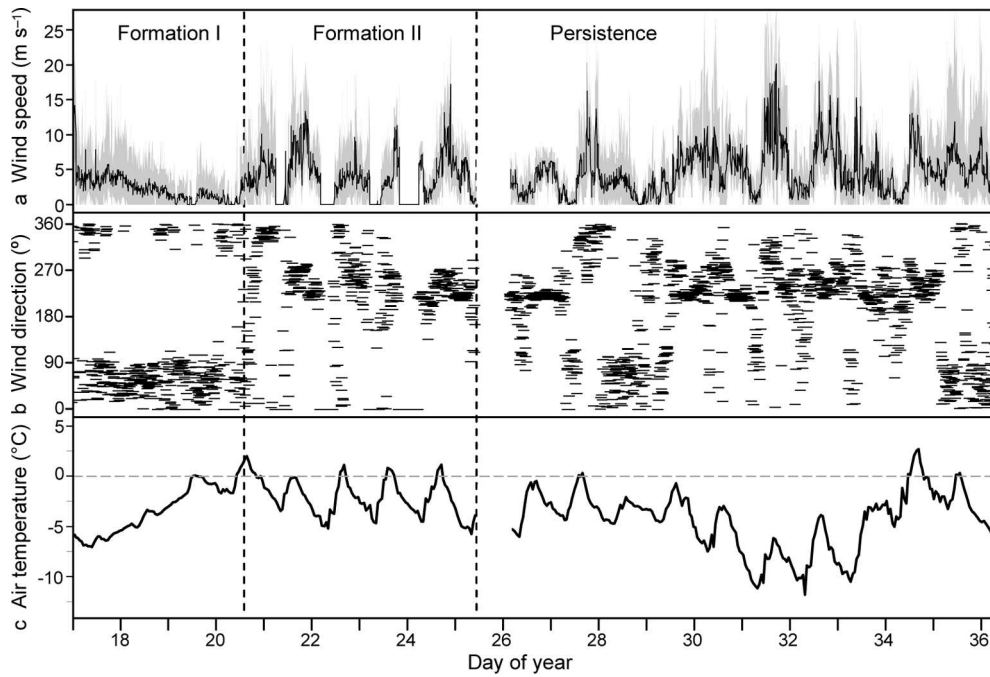 Formation I Formation II Persistence
a Wind speed (m s⁻¹)
25
20
15
10
5
0
b Wind direction (º)
360
270
180
90
0
c Air temperature (°C)
5
0
-5
-10
18 20 22 24 26 28 30 32 34 36
Day of year